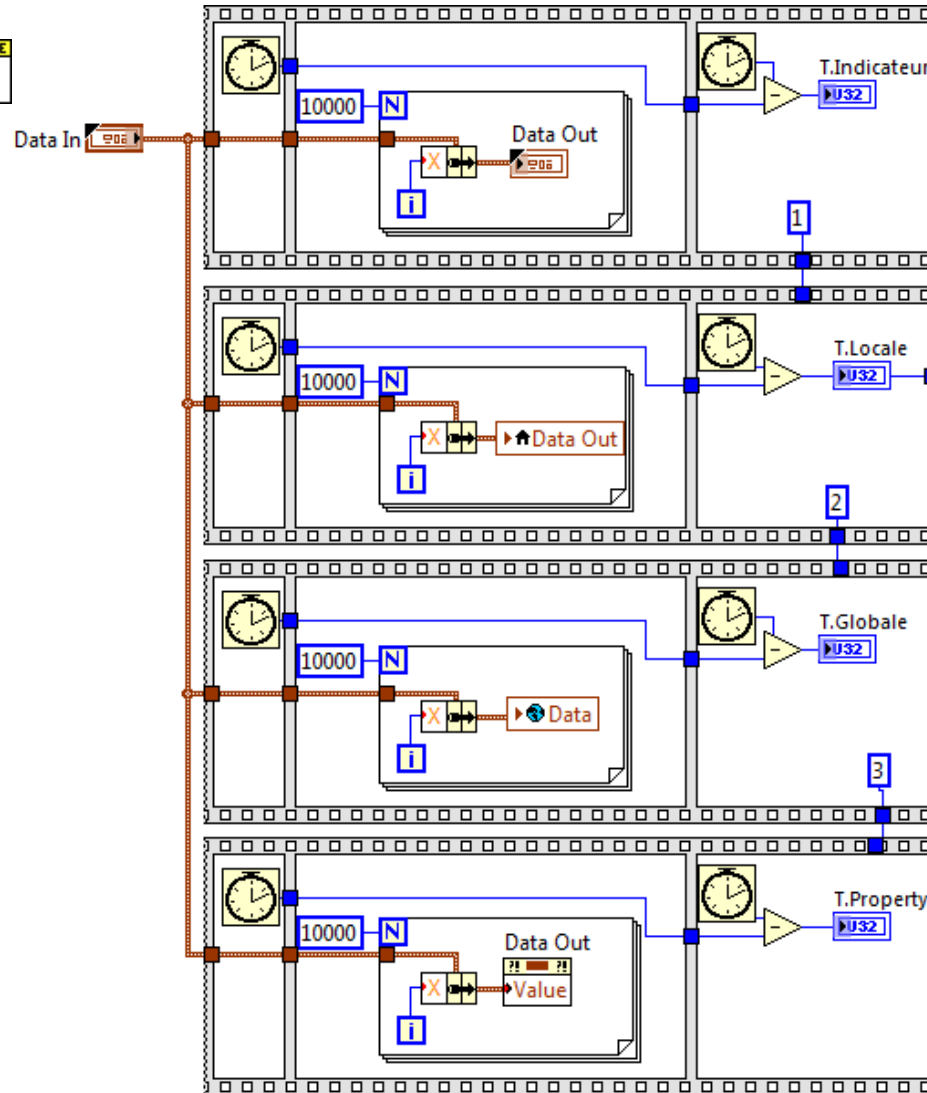 E
T.Indicateur
U32
10000
N
Data In
Data Out
X
i
1
T.Locale
U32
10000
N
X
Data Out
i
2
T.Globale
U32
10000
N
X
Data
i
3
T.Property
U32
10000
N
Data Out
?! ?!
X
Value
i